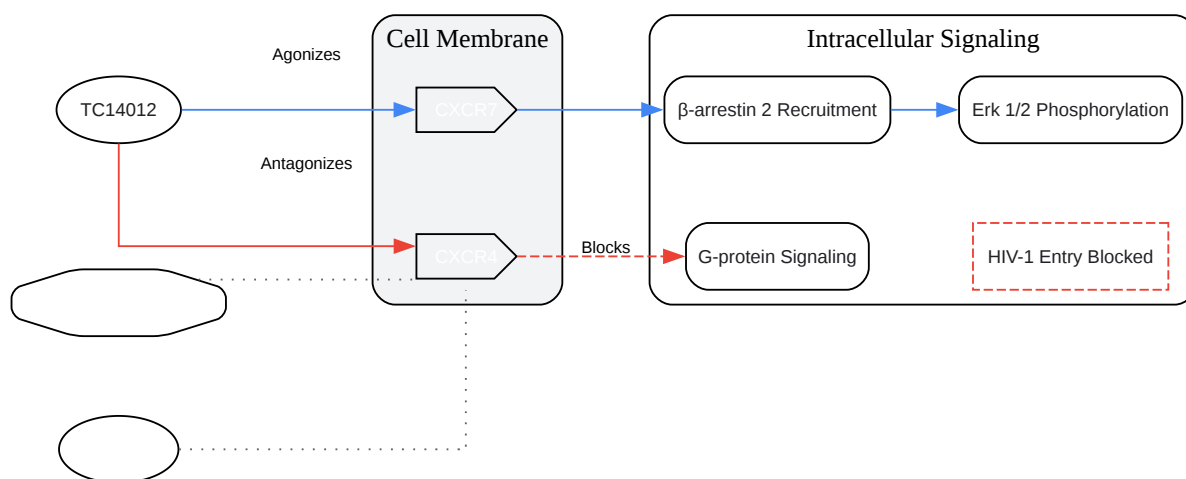 Cell Membrane
Intracellular Signaling
Agonizes
TC14012
CXCR7
β-arrestin 2 Recruitment
Erk 1/2 Phosphorylation
Antagonizes
CXCR4
Blocks
G-protein Signaling
HIV-1 Entry Blocked